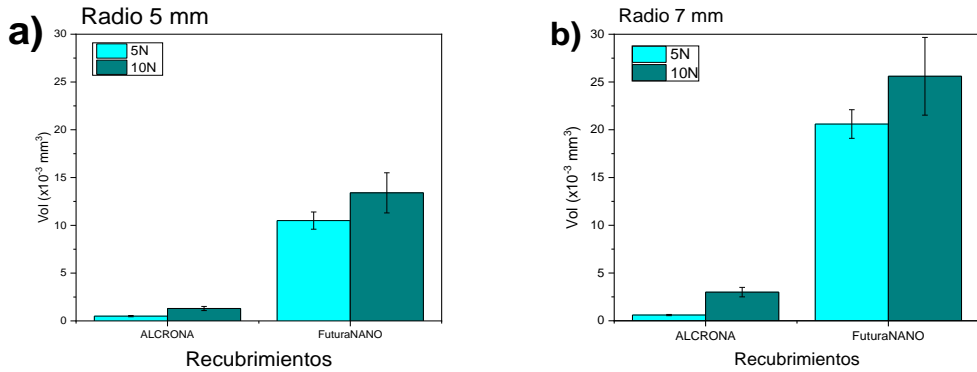 a)
Radio 5 mm
5N
10N
Vol (x10⁻³ mm³)
30
25
20
15
10
5
0
ALCRONA
FuturaNANO
Recubrimientos
b)
Radio 7 mm
5N
10N
Vol (x10⁻³ mm³)
30
25
20
15
10
5
0
ALCRONA
FuturaNANO
Recubrimientos